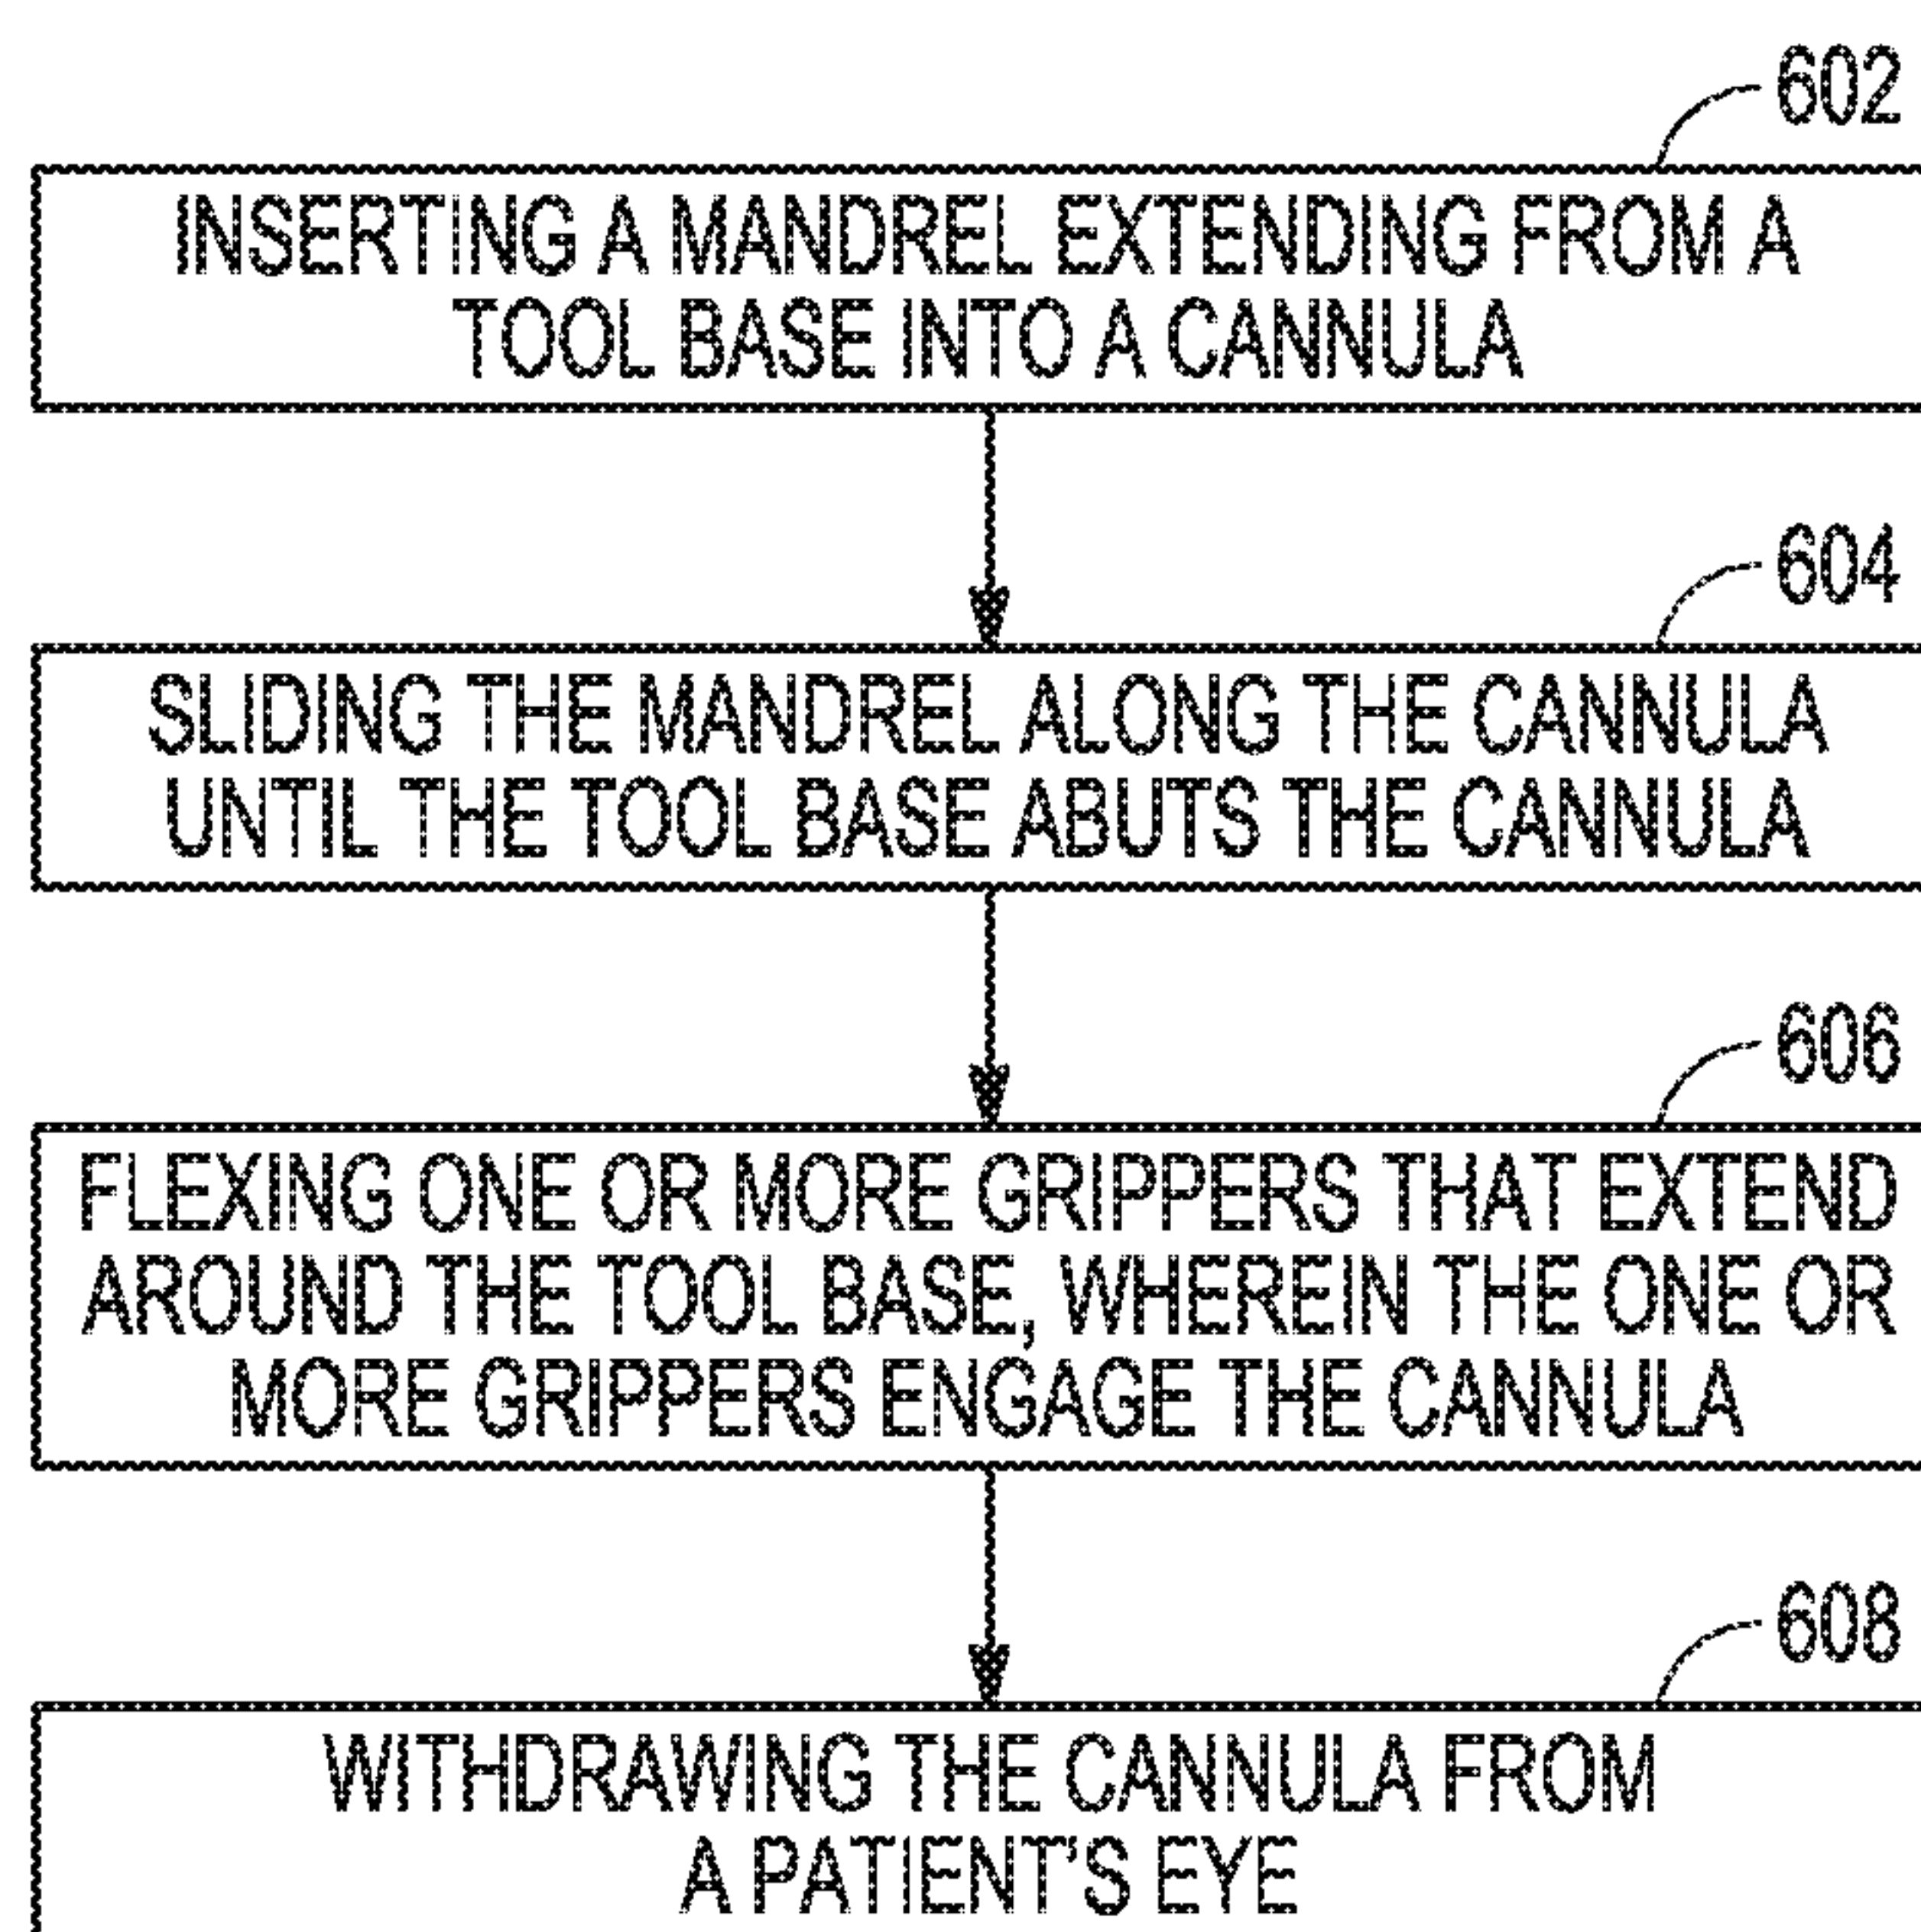 602
INSERTING A MANDREL EXTENDING FROM A
TOOL BASE INTO A CANNULA
604
SLIDING THE MANDREL ALONG THE CANNULA
UNTIL THE TOOL BASE ABUTS THE CANNULA
606
FLEXING ONE OR MORE GRIPPERS THAT EXTEND
AROUND THE TOOL BASE, WHEREIN THE ONE OR
MORE GRIPPERS ENGAGE THE CANNULA
608
WITHDRAWING THE CANNULA FROM
A PATIENT'S EYE